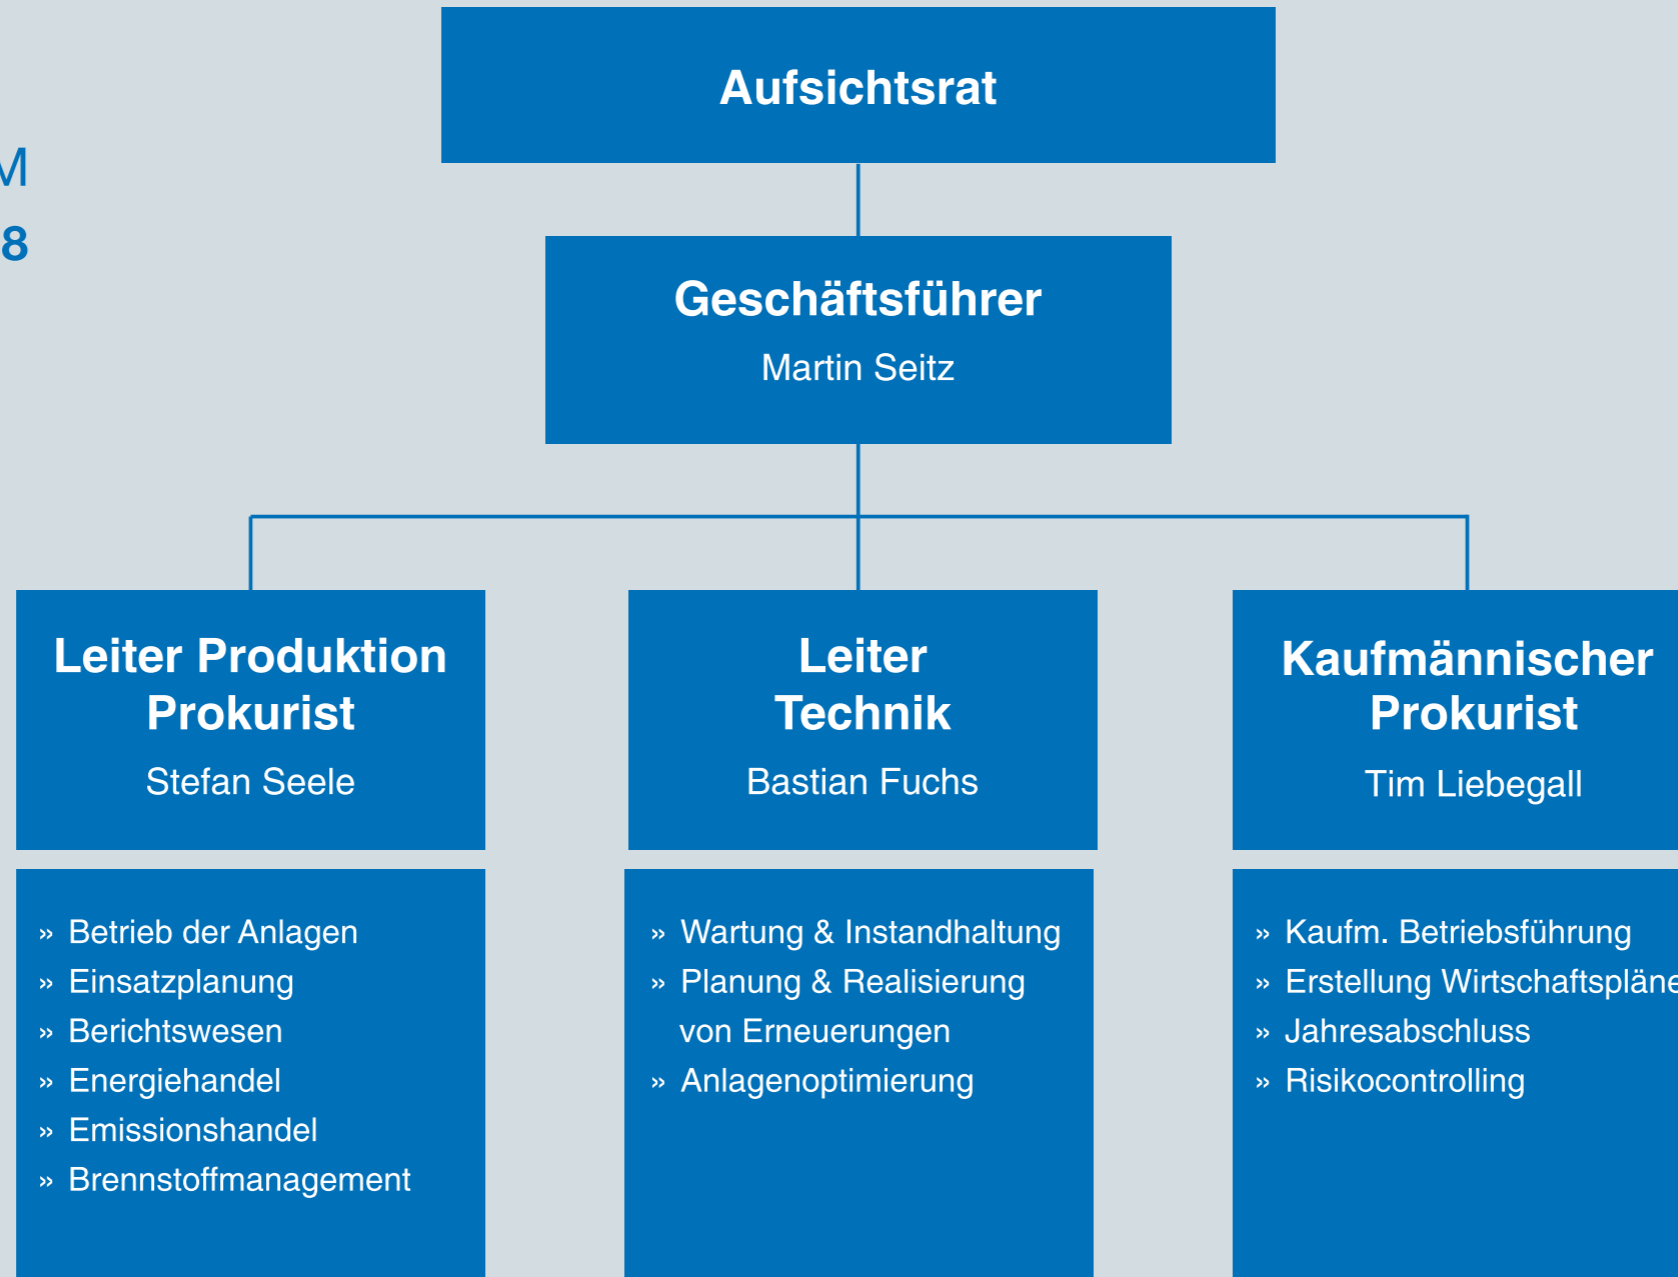 Aufsichtsrat
M
8
Geschäftsführer
Martin Seitz
Leiter Produktion
Prokurist
Stefan Seele
Leiter
Technik
Bastian Fuchs
Kaufmännischer
Prokurist
Tim Liebegall
» Betrieb der Anlagen
» Einsatzplanung
» Berichtswesen
» Energiehandel
» Emissionshandel
» Brennstoffmanagement
» Wartung & Instandhaltung
» Planung & Realisierung
von Erneuerungen
» Anlagenoptimierung
» Kaufm. Betriebsführung
» Erstellung Wirtschaftspläne
» Jahresabschluss
» Risikocontrolling